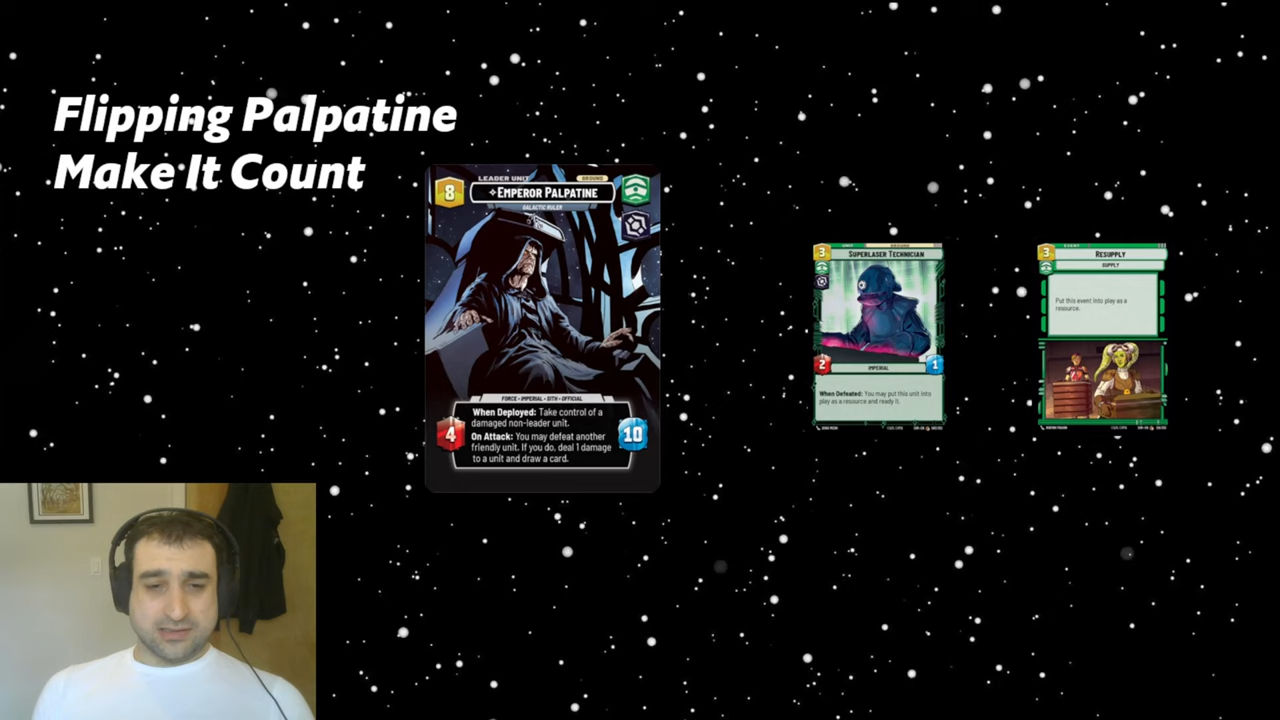 Flipping Palpatine
Make It Count
LEADER UNIT
GROUND
8
EMPEROR PALPATINE
GALACTIC RULER
FORCE • IMPERIAL • SITH • OFFICIAL
When Deployed: Take control of a
damaged non-leader unit.
On Attack: You may defeat another
friendly unit. If you do, deal 1 damage
to a unit and draw a card.
4
10
UNIT
GROUND
3
SUPERLASER TECHNICIAN
2
1
IMPERIAL
When Defeated: You may put this unit into
play as a resource and ready it.
EVENT
3
RESUPPLY
SUPPLY
Put this event into play as a
resource.